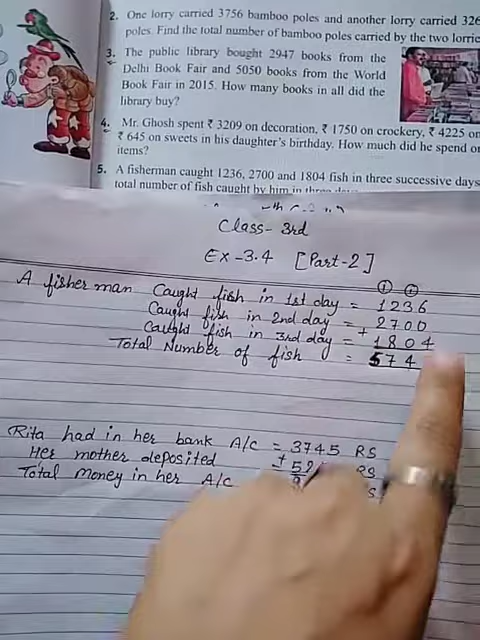 2. One lorry carried 3756 bamboo poles and another lorry carried 326
poles. Find the total number of bamboo poles carried by the two lorrie
3. The public library bought 2947 books from the
Delhi Book Fair and 5050 books from the World
Book Fair in 2015. How many books in all did the
library buy?
4. Mr. Ghosh spent ₹ 3209 on decoration, ₹ 1750 on crockery, ₹ 4225 on
₹ 645 on sweets in his daughter's birthday. How much did he spend on
items?
5. A fisherman caught 1236, 2700 and 1804 fish in three successive days
total number of fish caught by him in three
Class- 3rd
Ex-3.4 [Part-2]
① ①
A fisher man Caught fish in 1st day = 1236
Caught fish in 2nd day = 2700
Caught fish in 3rd day = + 1804
Total Number of fish = 574
Rita had in her bank A/C = 3745 RS
Her mother deposited = + 5 RS
Total money in her A/C